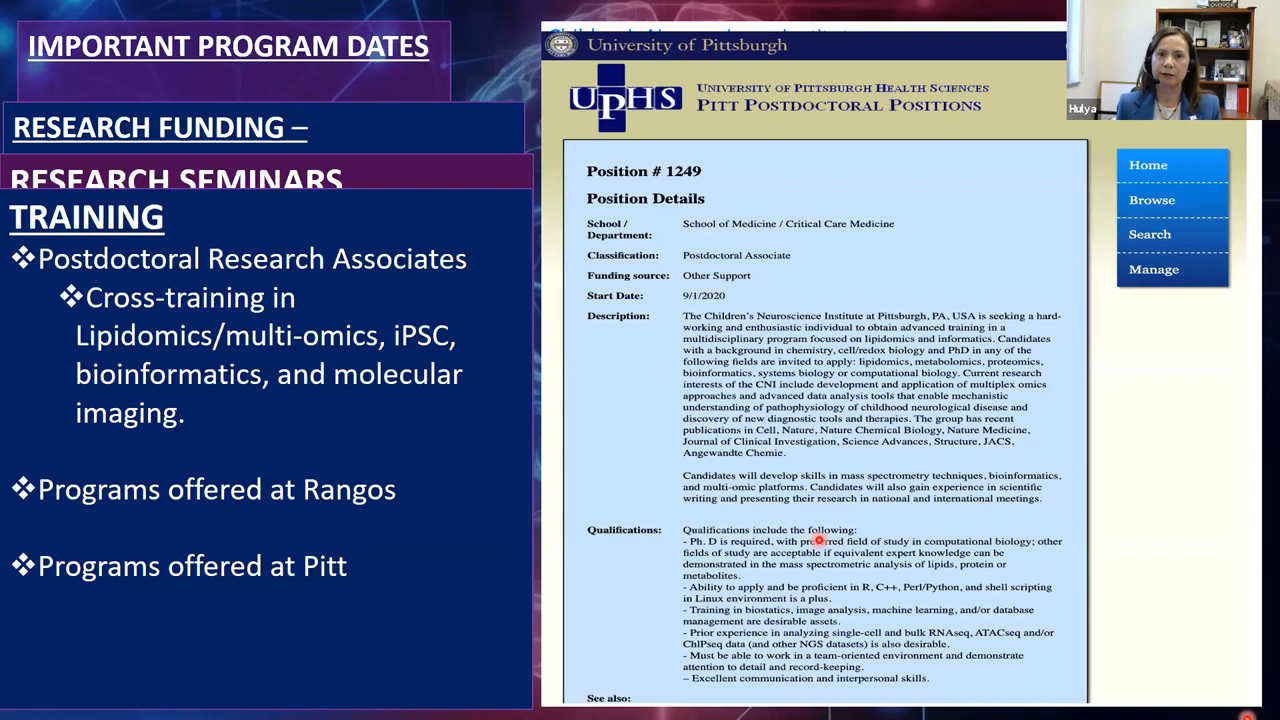 IMPORTANT PROGRAM DATES
RESEARCH FUNDING –
RESEARCH SEMINARS
TRAINING
❖Postdoctoral Research Associates
❖Cross-training in
Lipidomics/multi-omics, iPSC,
bioinformatics, and molecular
imaging.
❖Programs offered at Rangos
❖Programs offered at Pitt
University of Pittsburgh
UPHS
UNIVERSITY OF PITTSBURGH HEALTH SCIENCES
PITT POSTDOCTORAL POSITIONS
Position # 1249
Position Details
School / Department: School of Medicine / Critical Care Medicine
Classification: Postdoctoral Associate
Funding source: Other Support
Start Date: 9/1/2020
Description: The Children's Neuroscience Institute at Pittsburgh, PA, USA is seeking a hard-
working and enthusiastic individual to obtain advanced training in a
multidisciplinary program focused on lipidomics and informatics. Candidates
with a background in chemistry, cell/redox biology and PhD in any of the
following fields are invited to apply: lipidomics, metabolomics, proteomics,
bioinformatics, systems biology or computational biology. Current research
interests of the CNI include development and application of multiplex omics
approaches and advanced data analysis tools that enable mechanistic
understanding of pathophysiology of childhood neurological disease and
discovery of new diagnostic tools and therapies. The group has recent
publications in Cell, Nature, Nature Chemical Biology, Nature Medicine,
Journal of Clinical Investigation, Science Advances, Structure, JACS,
Angewandte Chemie.
Candidates will develop skills in mass spectrometry techniques, bioinformatics,
and multi-omic platforms. Candidates will also gain experience in scientific
writing and presenting their research in national and international meetings.
Qualifications: Qualifications include the following:
- Ph. D is required, with preferred field of study in computational biology; other
fields of study are acceptable if equivalent expert knowledge can be
demonstrated in the mass spectrometric analysis of lipids, protein or
metabolites.
- Ability to apply and be proficient in R, C++, Perl/Python, and shell scripting
in Linux environment is a plus.
- Training in biostatics, image analysis, machine learning, and/or database
management are desirable assets.
- Prior experience in analyzing single-cell and bulk RNAseq, ATACseq and/or
ChlPseq data (and other NGS datasets) is also desirable.
- Must be able to work in a team-oriented environment and demonstrate
attention to detail and record-keeping.
– Excellent communication and interpersonal skills.
See also:
Home
Browse
Search
Manage
Hulya